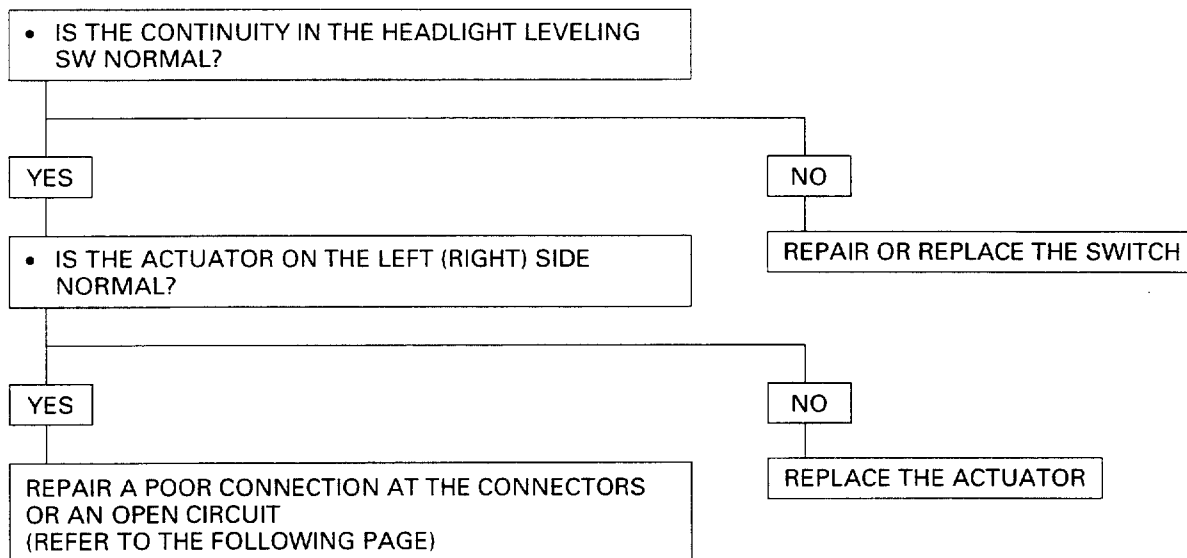 • IS THE CONTINUITY IN THE HEADLIGHT LEVELING
SW NORMAL?
YES
NO
• IS THE ACTUATOR ON THE LEFT (RIGHT) SIDE
NORMAL?
REPAIR OR REPLACE THE SWITCH
YES
NO
REPAIR A POOR CONNECTION AT THE CONNECTORS
OR AN OPEN CIRCUIT
(REFER TO THE FOLLOWING PAGE)
REPLACE THE ACTUATOR